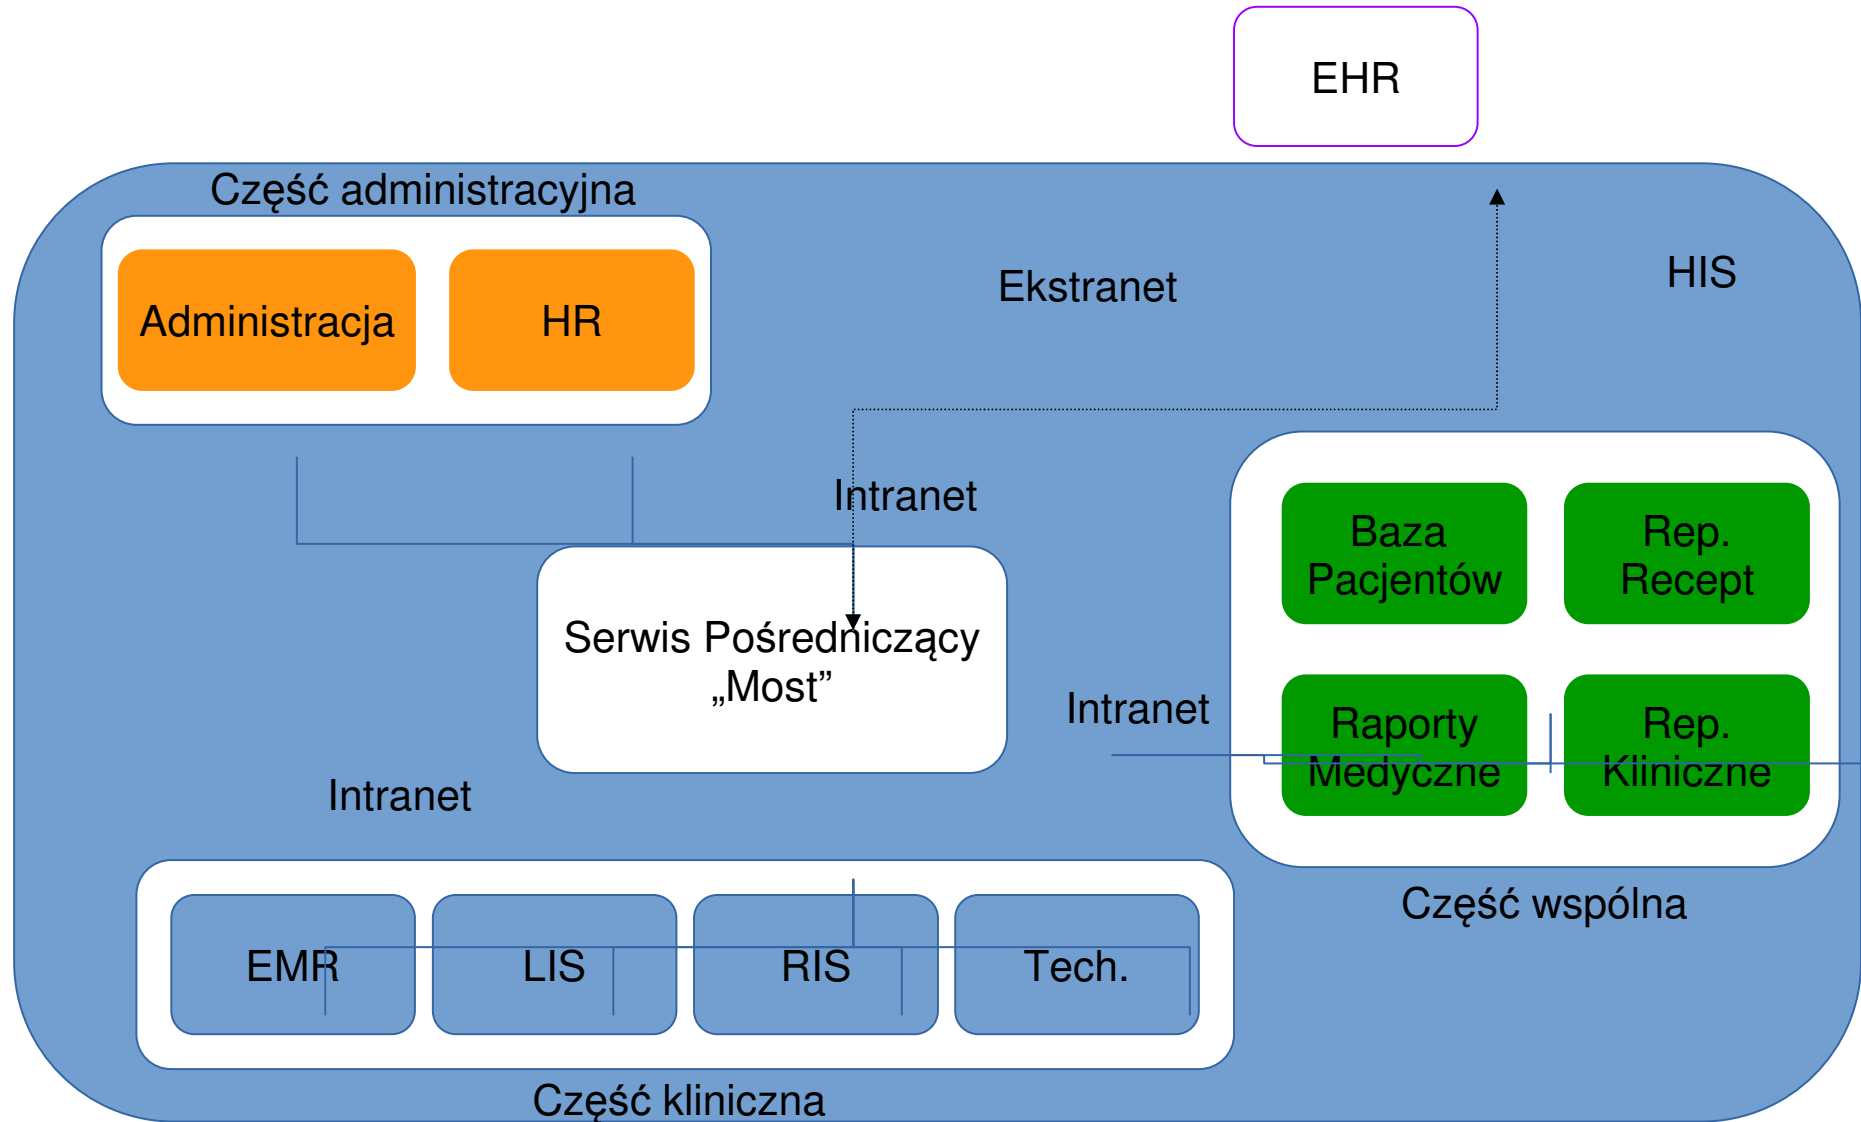 EHR
Część administracyjna
Administracja
HR
Ekstranet
HIS
Intranet
Baza
Pacjentów
Rep.
Recept
Serwis Pośredniczący
„Most”
Intranet
Raporty
Medyczne
Rep.
Kliniczne
Intranet
Część wspólna
EMR
LIS
RIS
Tech.
Część kliniczna